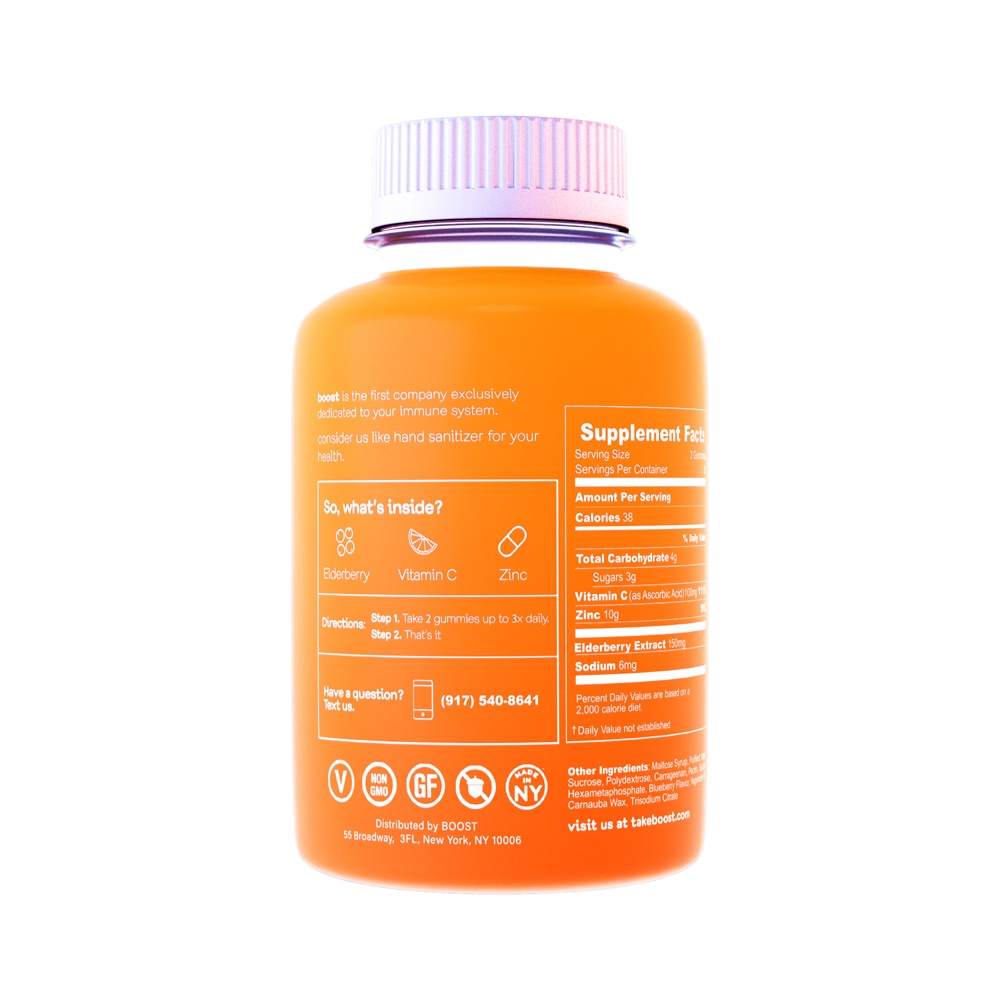 boost is the first company exclusively
dedicated to your immune system.
consider us like hand sanitizer for your
health.
So, what's inside?
Elderberry
Vitamin C
Zinc
Directions:
Step 1. Take 2 gummies up to 3x daily.
Step 2. That's it
Have a question?
Text us.
(917) 540-8641
V
NON
GMO
GF
MADE
IN
NY
Distributed by BOOST
55 Broadway, 3FL, New York, NY 10006
Supplement Facts
Serving Size 2
Servings Per Container
Amount Per Serving
Calories 38
% Daily
Total Carbohydrate 4g
Sugars 3g
Vitamin C (as Ascorbic Acid) 100mg
Zinc 10g
Elderberry Extract 150mg
Sodium 6mg
Percent Daily Values are based on a
2,000 calorie diet.
† Daily Value not established
Other Ingredients: Maltose Syrup, Purified
Sucrose, Polydextrose, Carrageenan, Pectin,
Hexametaphosphate, Blueberry Flavor,
Carnauba Wax, Trisodium Citrate
visit us at takeboost.com